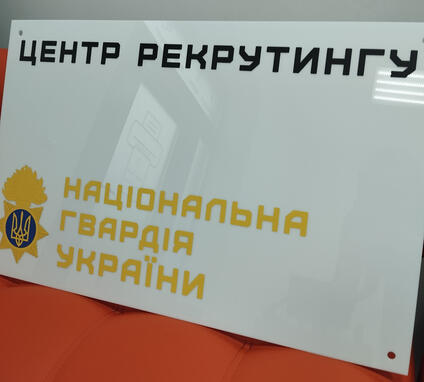 ЦЕНТР РЕКРУТИНГУ
НАЦІОНАЛЬНА
ГВАРДІЯ
УКРАЇНИ